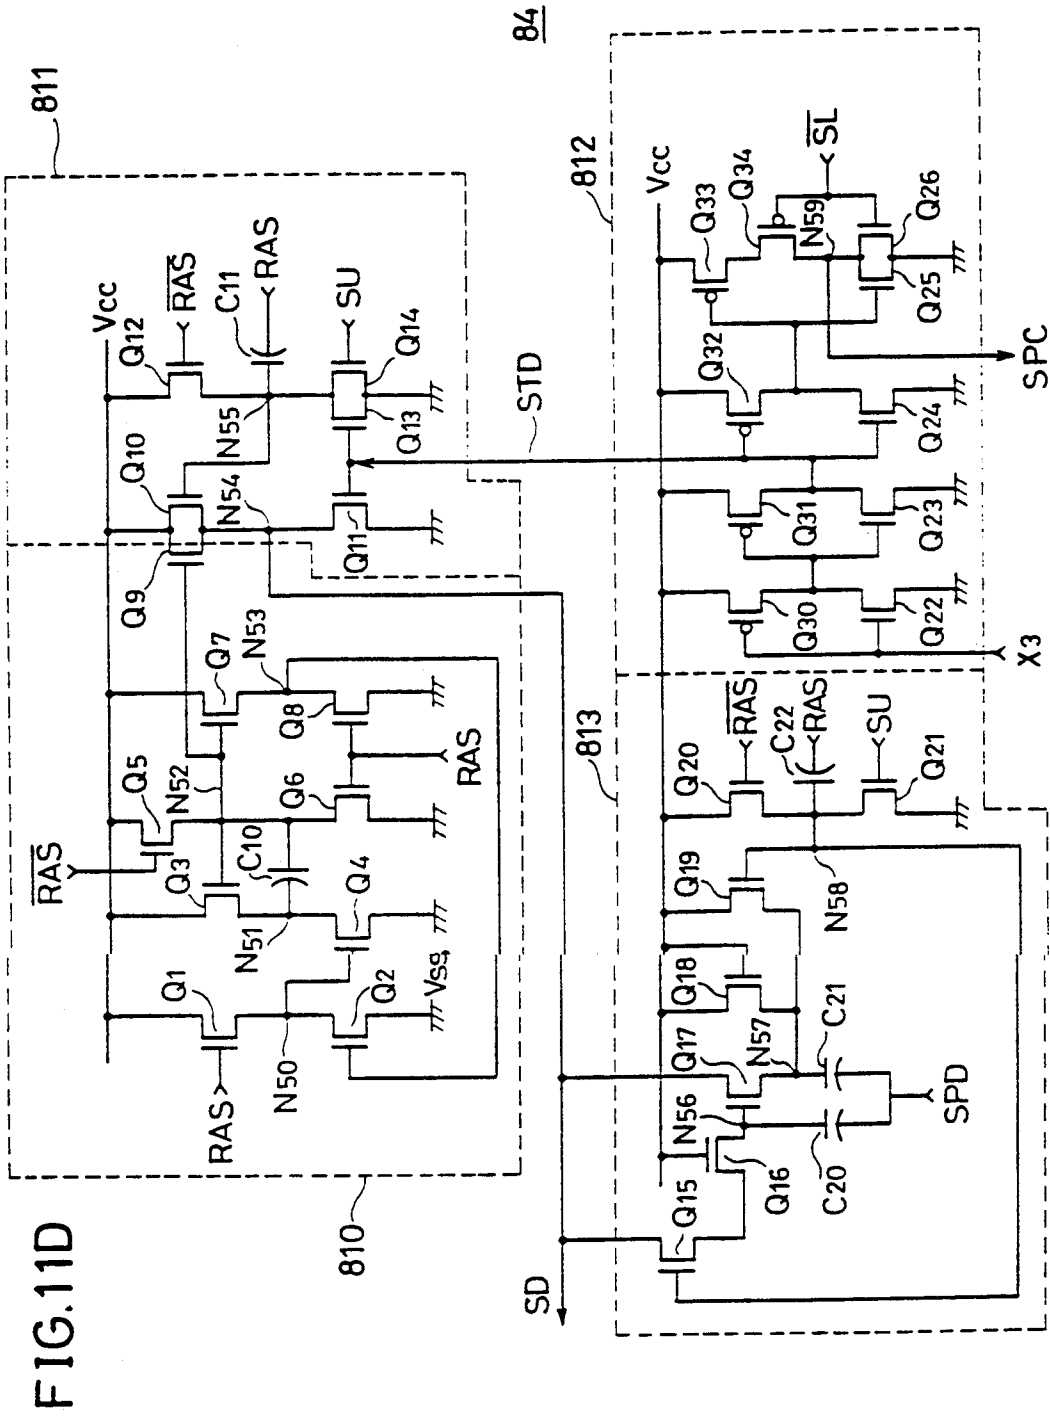 FIG.11D
84
811
Vcc
Q12
RAS
C11
RAS
N55
SU
Q14
Q13
Q10
N54
Q11
STD
Q9
Q7
N53
Q8
RAS
Q5
N52
Q6
RAS
Q3
C10
Q4
N51
Q1
N50
Q2
Vss
RAS
810
SD
812
Vcc
Q33
Q34
SL
N59
Q26
Q25
Q32
SPC
Q24
Q31
Q23
Q30
Q22
X3
813
Q20
RAS
C22
RAS
SU
Q21
Q19
N58
Q18
Q17
N57
C21
N56
SPD
Q16
C20
Q15